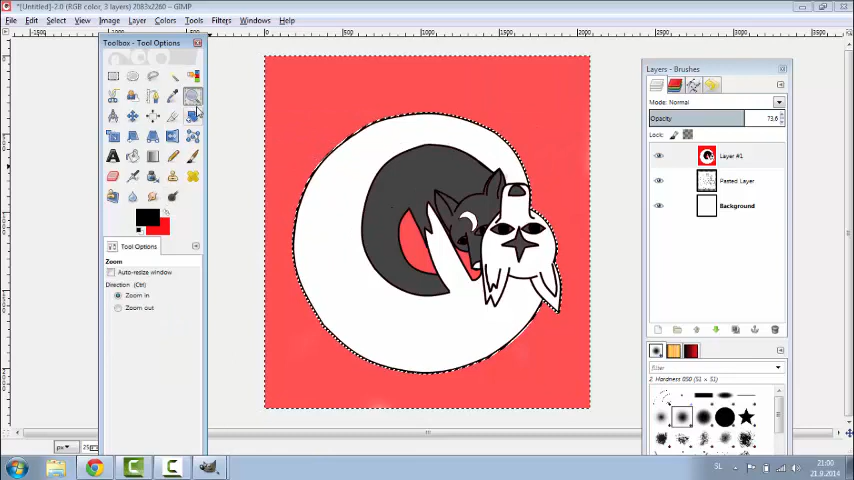 *[Untitled]-2.0 (RGB color, 3 layers) 2083x2260 – GIMP
File Edit Select View Image Layer Colors Tools Filters Windows Help
Toolbox - Tool Options
Layers - Brushes
Mode: Normal
Opacity 73.6
Lock:
Layer #1
Pasted Layer
Background
Tool Options
Zoom
Auto-resize window
Direction (Ctrl)
Zoom in
Zoom out
filter
2. Hardness 050 (51 × 51)
px
SL
21:00
21.9.2014